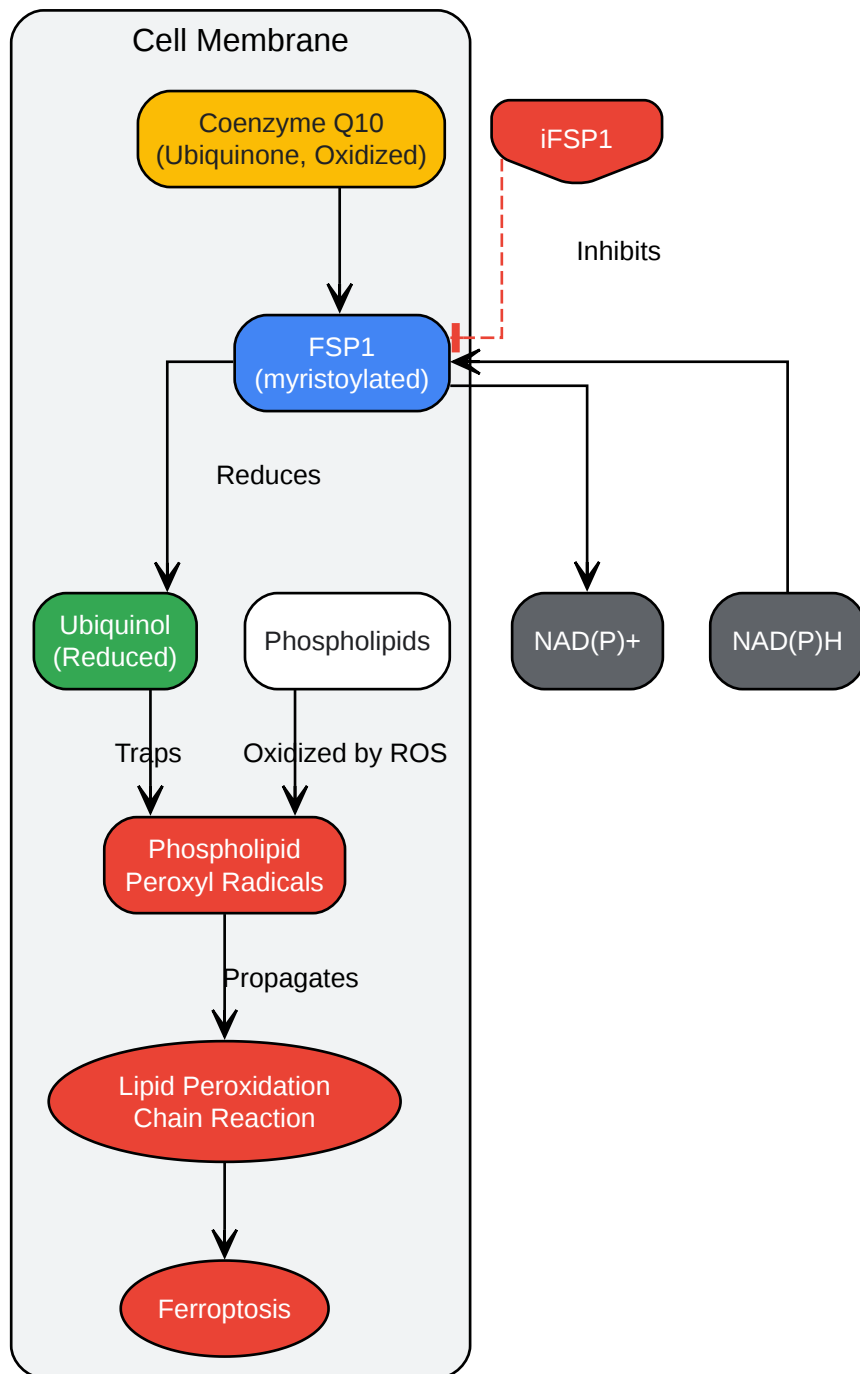 Cell Membrane
Coenzyme Q10
(Ubiquinone, Oxidized)
iFSP1
Inhibits
FSP1
(myristoylated)
Reduces
Ubiquinol
(Reduced)
Phospholipids
NAD(P)+
NAD(P)H
Traps
Oxidized by ROS
Phospholipid
Peroxyl Radicals
Propagates
Lipid Peroxidation
Chain Reaction
Ferroptosis